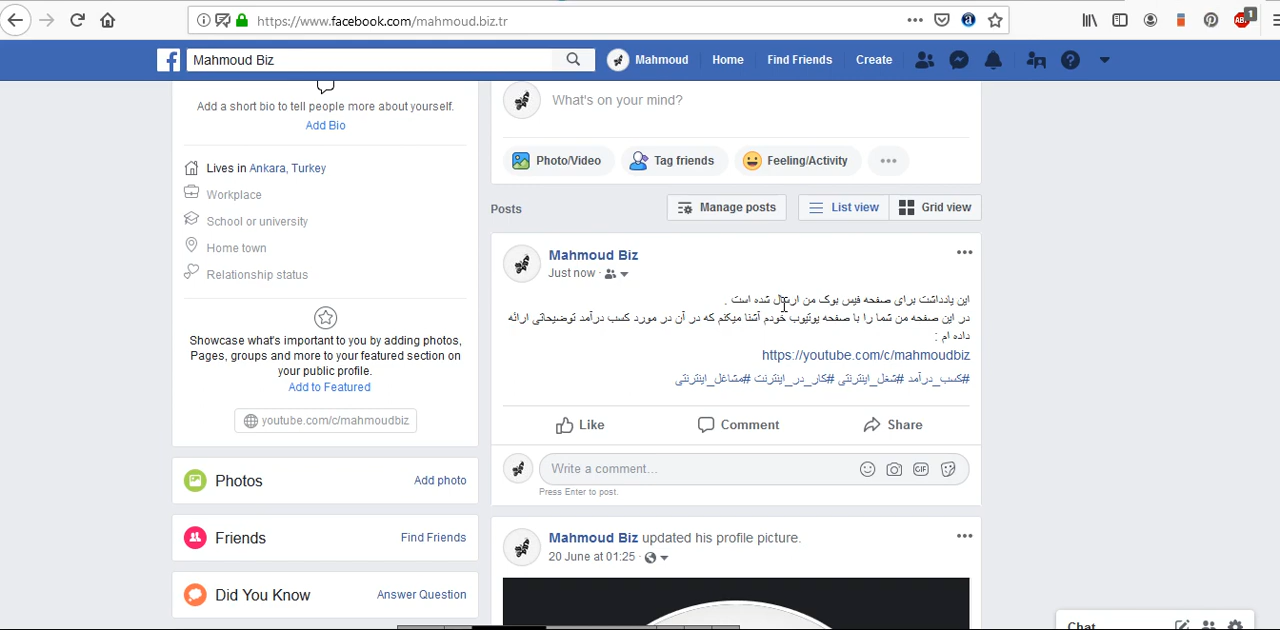 https://www.facebook.com/mahmoud.biz.tr
1
Mahmoud Biz
Mahmoud
Home
Find Friends
Create
Add a short bio to tell people more about yourself.
Add Bio
Lives in Ankara, Turkey
Workplace
School or university
Home town
Relationship status
Showcase what's important to you by adding photos,
Pages, groups and more to your featured section on
your public profile.
Add to Featured
youtube.com/c/mahmoudbiz
Photos
Add photo
Friends
Find Friends
Did You Know
Answer Question
What's on your mind?
Photo/Video
Tag friends
Feeling/Activity
Posts
Manage posts
List view
Grid view
Mahmoud Biz
Just now ·
این یادداشت برای صفحه فیس بوک من ارسال شده است .
در این صفحه من شما را با صفحه یوتیوب خودم آشنا میکنم که در آن در مورد کسب درآمد توضیحاتی ارائه
داده ام :
https://youtube.com/c/mahmoudbiz
#کسب_درآمد #شغل_اینترنتی #کار_در_اینترنت #مشاغل_اینترنتی
Like
Comment
Share
Write a comment...
GIF
Press Enter to post.
Mahmoud Biz updated his profile picture.
20 June at 01:25 ·
Chat